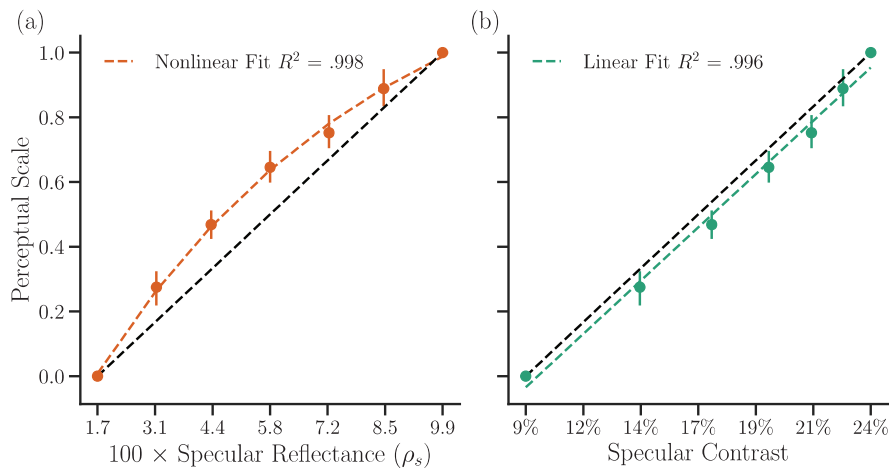 (a)
Nonlinear Fit R² = .998
Perceptual Scale
1.0
0.8
0.6
0.4
0.2
0.0
1.7 3.1 4.4 5.8 7.2 8.5 9.9
100 × Specular Reflectance (ρₛ)
(b)
Linear Fit R² = .996
9% 12% 14% 17% 19% 21% 24%
Specular Contrast